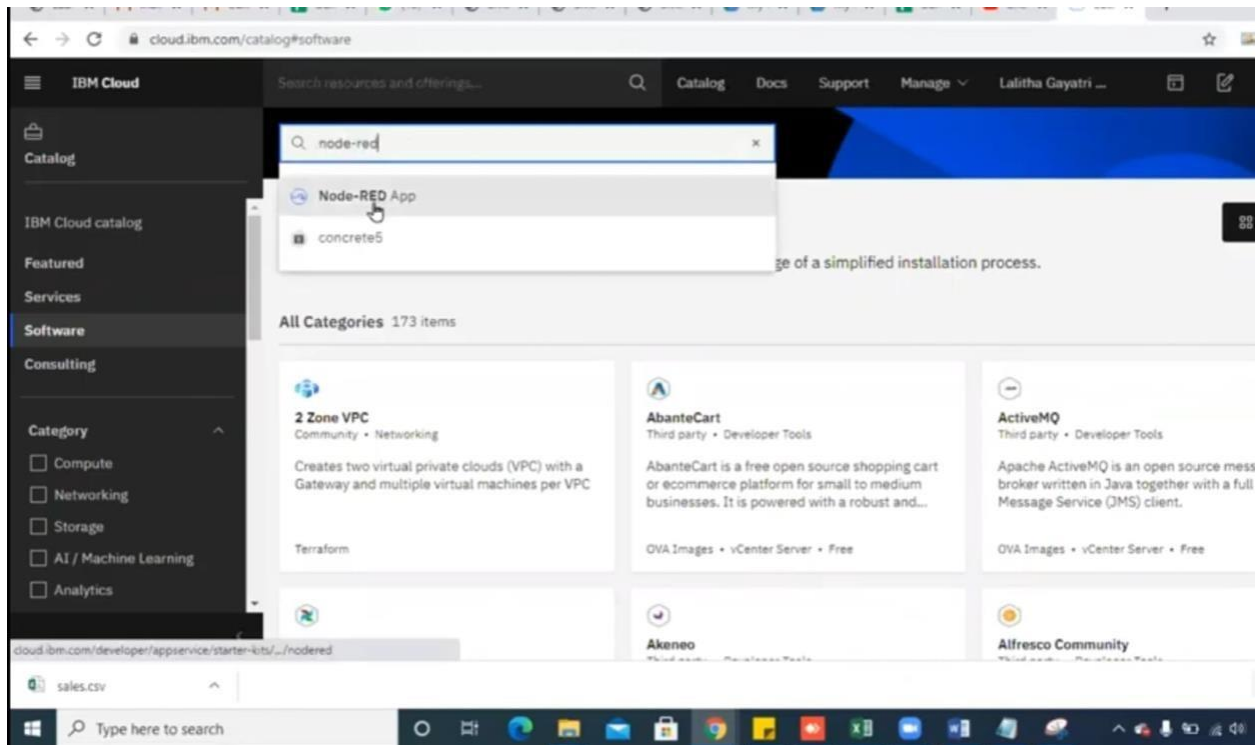 cloud.ibm.com/catalog#software
IBM Cloud
Search resources and offerings...
Catalog
Docs
Support
Manage
Lalitha Gayatri ...
Catalog
IBM Cloud catalog
Featured
Services
Software
Consulting
Category
Compute
Networking
Storage
AI / Machine Learning
Analytics
node-red
Node-RED App
concrete5
ge of a simplified installation process.
All Categories 173 items
2 Zone VPC
Community • Networking
Creates two virtual private clouds (VPC) with a
Gateway and multiple virtual machines per VPC
Terraform
AbanteCart
Third party • Developer Tools
AbanteCart is a free open source shopping cart
or ecommerce platform for small to medium
businesses. It is powered with a robust and...
OVA Images • vCenter Server • Free
ActiveMQ
Third party • Developer Tools
Apache ActiveMQ is an open source mess
broker written in Java together with a full
Message Service (JMS) client.
OVA Images • vCenter Server • Free
Akeneo
Alfresco Community
cloud.ibm.com/developer/appservice/starter-kits/.../nodered
sales.csv
Type here to search